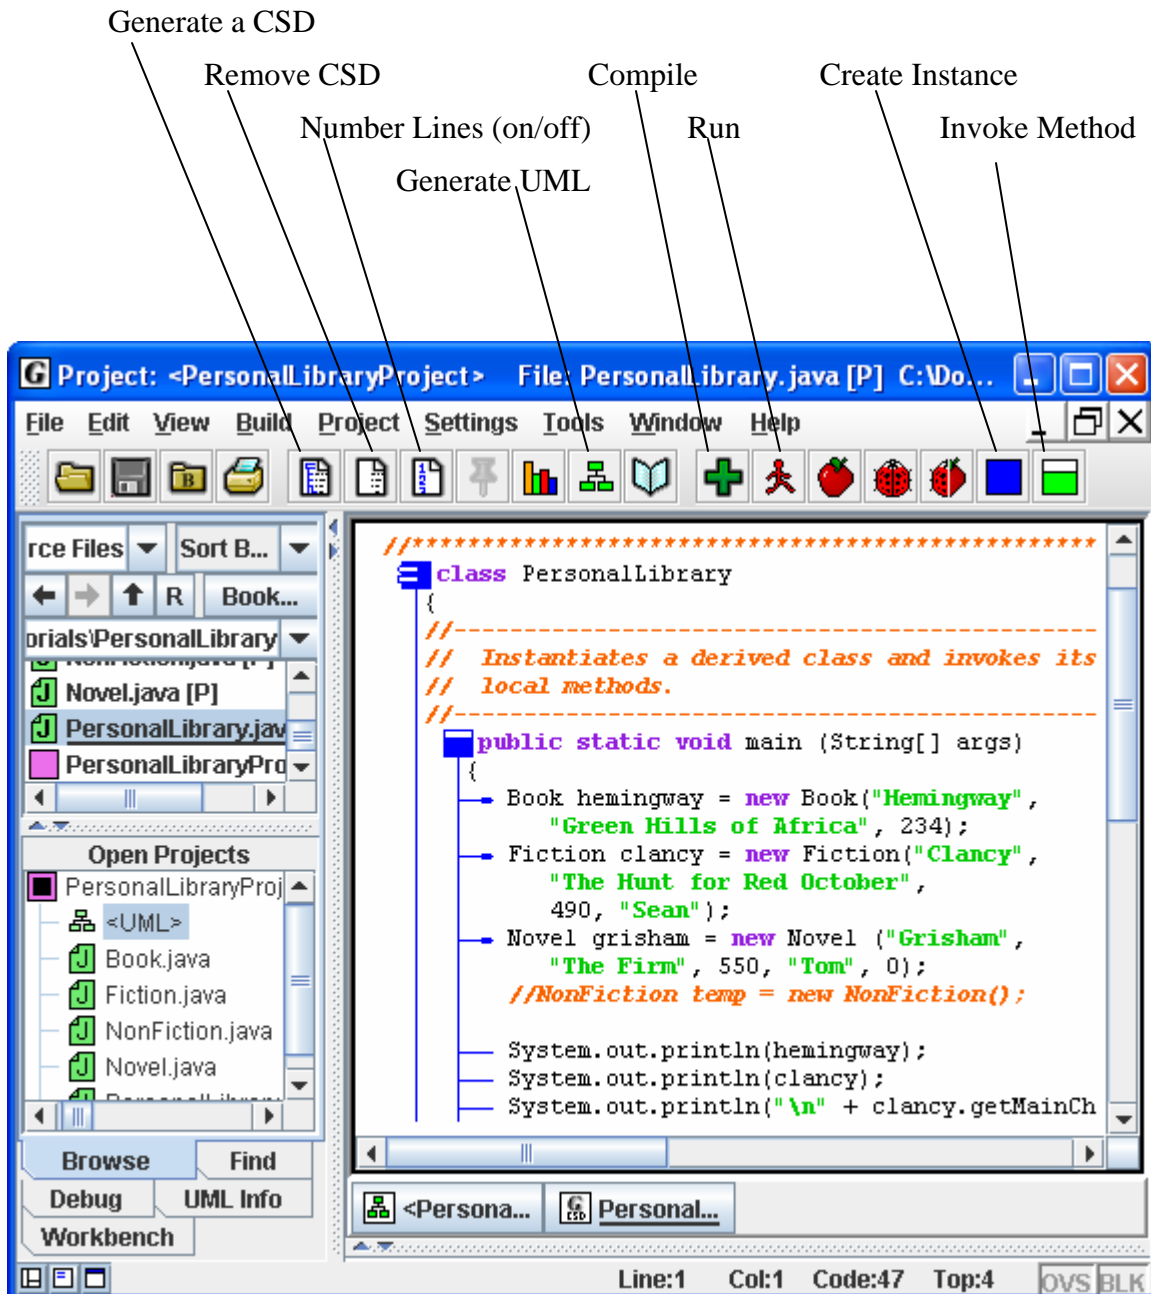 Generate a CSD
Remove CSD
Compile
Create Instance
Number Lines (on/off)
Run
Invoke Method
Generate UML
G Project: <PersonalLibraryProject> File: PersonalLibrary.java [P] C:\Do...
File Edit View Build Project Settings Tools Window Help
B
1 2 3
rce Files
Sort B...
R
Book...
orials\PersonalLibrary
NonFiction.java [P]
Novel.java [P]
PersonalLibrary.jav
PersonalLibraryPro
Open Projects
PersonalLibraryProj
<UML>
Book.java
Fiction.java
NonFiction.java
Novel.java
Browse
Find
Debug
UML Info
Workbench
//*************************************************
class PersonalLibrary
{
//-----------------------------------------------
// Instantiates a derived class and invokes its
// local methods.
//-----------------------------------------------
public static void main (String[] args)
{
Book hemingway = new Book("Hemingway",
"Green Hills of Africa", 234);
Fiction clancy = new Fiction("Clancy",
"The Hunt for Red October",
490, "Sean");
Novel grisham = new Novel ("Grisham",
"The Firm", 550, "Tom", 0);
//NonFiction temp = new NonFiction();
System.out.println(hemingway);
System.out.println(clancy);
System.out.println("\n" + clancy.getMainCh
<Persona...
G CSD Personal...
Line:1 Col:1 Code:47 Top:4 OVS BLK